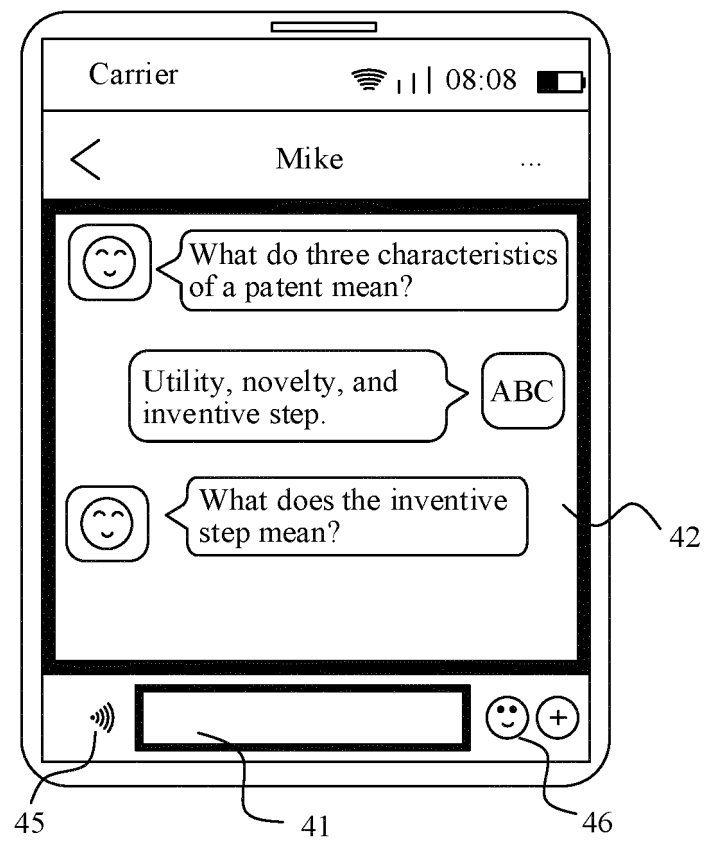 Carrier 08:08
Mike ...
What do three characteristics
of a patent mean?
Utility, novelty, and
inventive step.
ABC
What does the inventive
step mean?
42
45
41
46